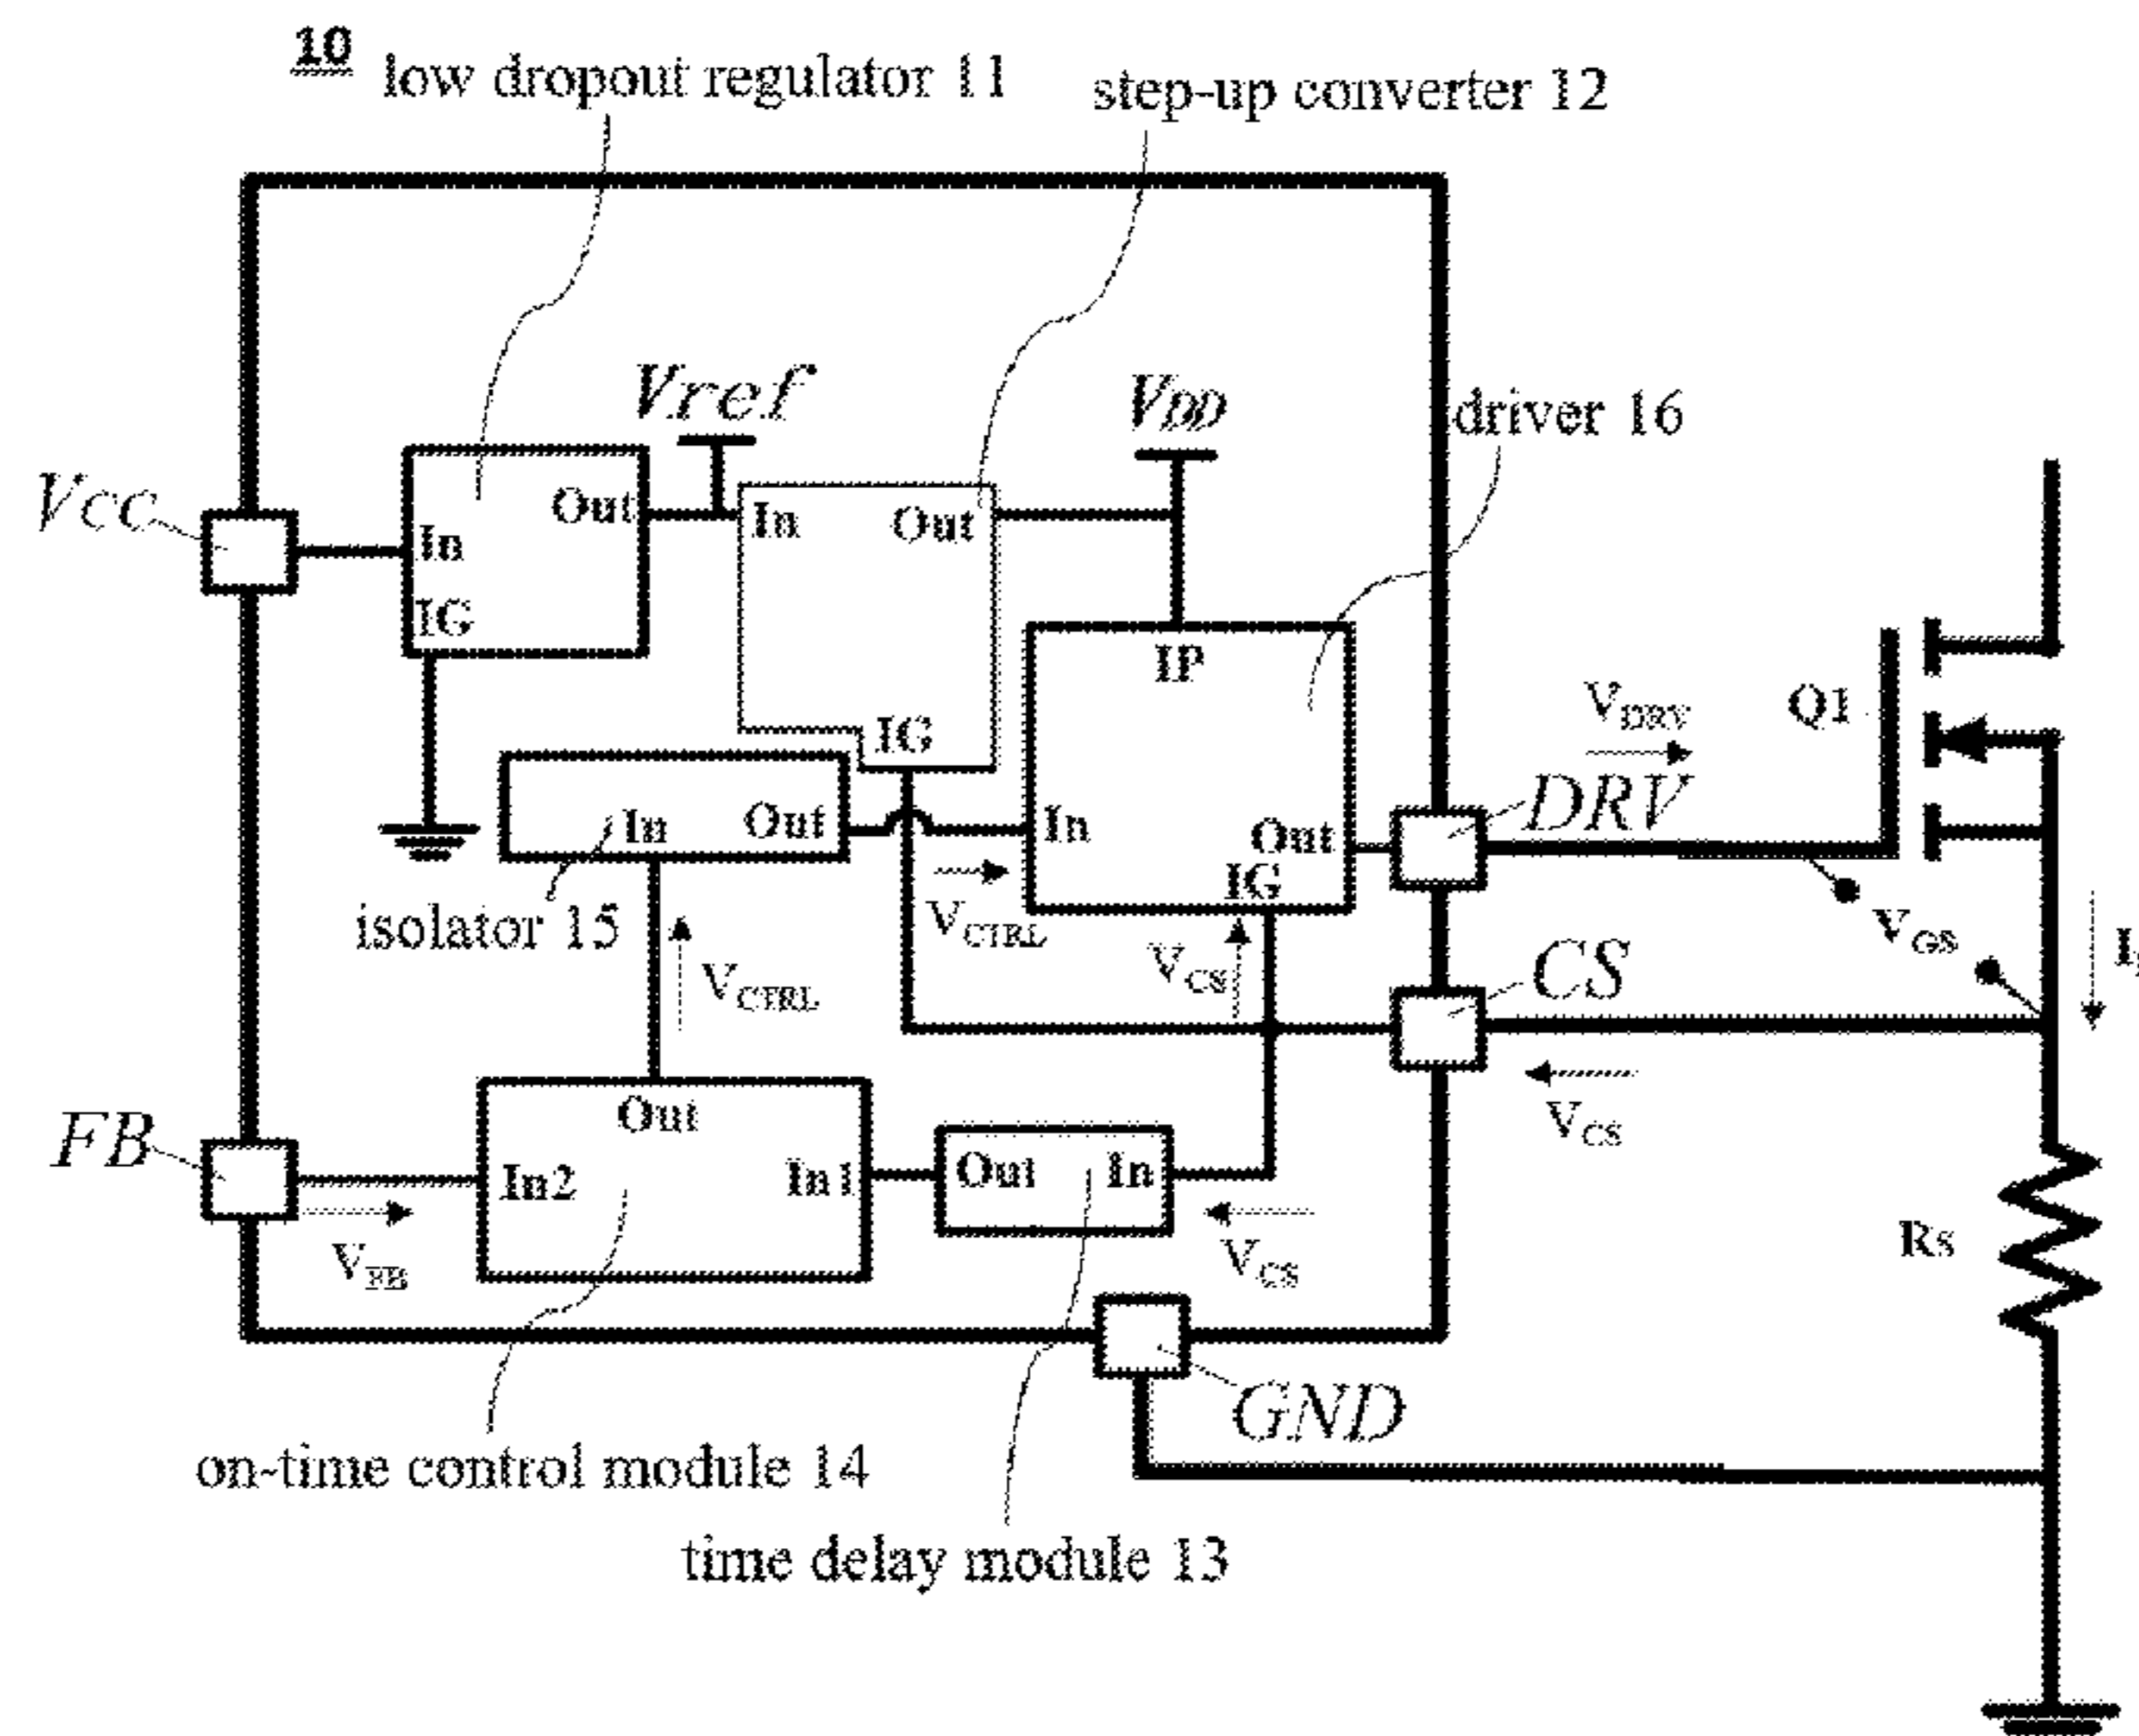 10
low dropout regulator 11
step-up converter 12
Vref
VDD
driver 16
Vcc
In
Out
IG
In
Out
IG
IP
In
Out
IG
VDRV
Q1
DRV
In
Out
isolator 15
VCTRL
VCTRL
VCS
CS
VGS
VCS
FB
Out
In2
In1
Out
In
VCS
Rs
GND
on-time control module 14
time delay module 13